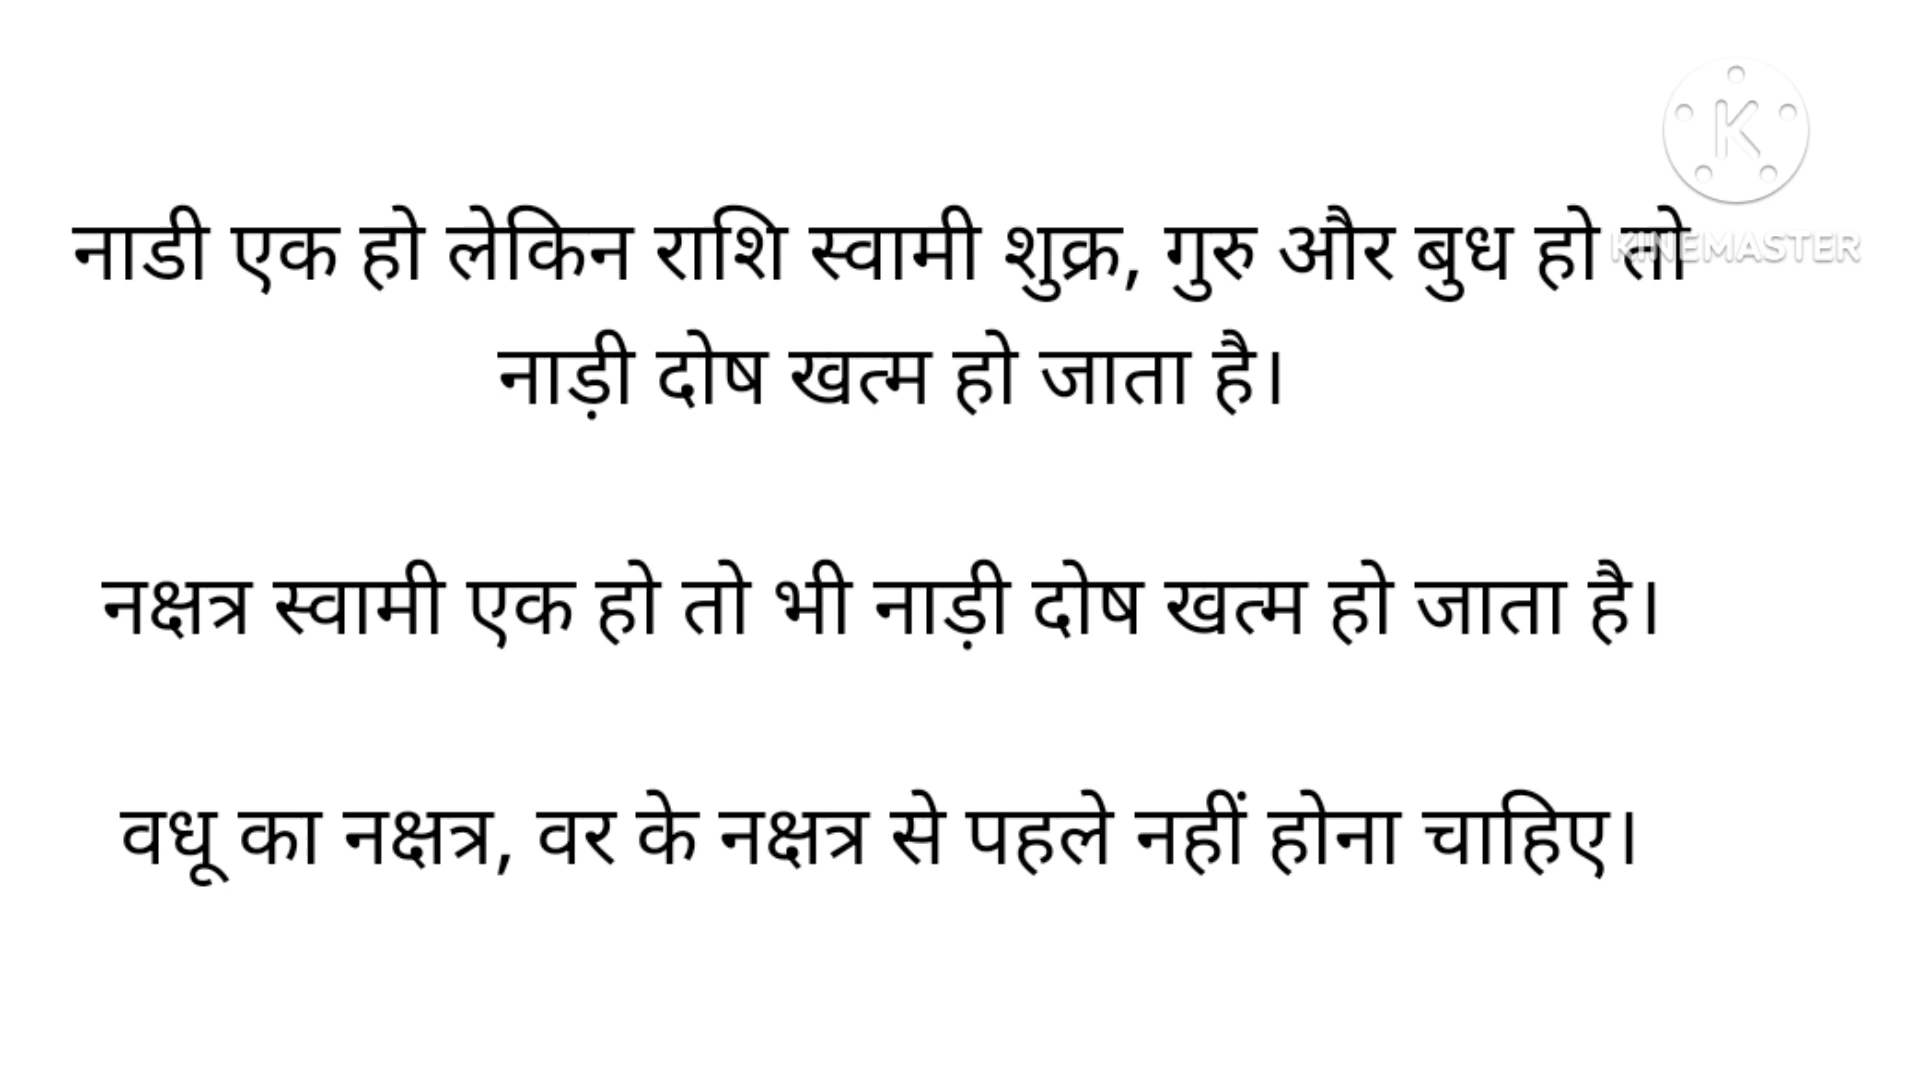 नाडी एक हो लेकिन राशि स्वामी शुक्र, गुरु और बुध हो तो
नाड़ी दोष खत्म हो जाता है।
नक्षत्र स्वामी एक हो तो भी नाड़ी दोष खत्म हो जाता है।
वधू का नक्षत्र, वर के नक्षत्र से पहले नहीं होना चाहिए।
K
KINEMASTER